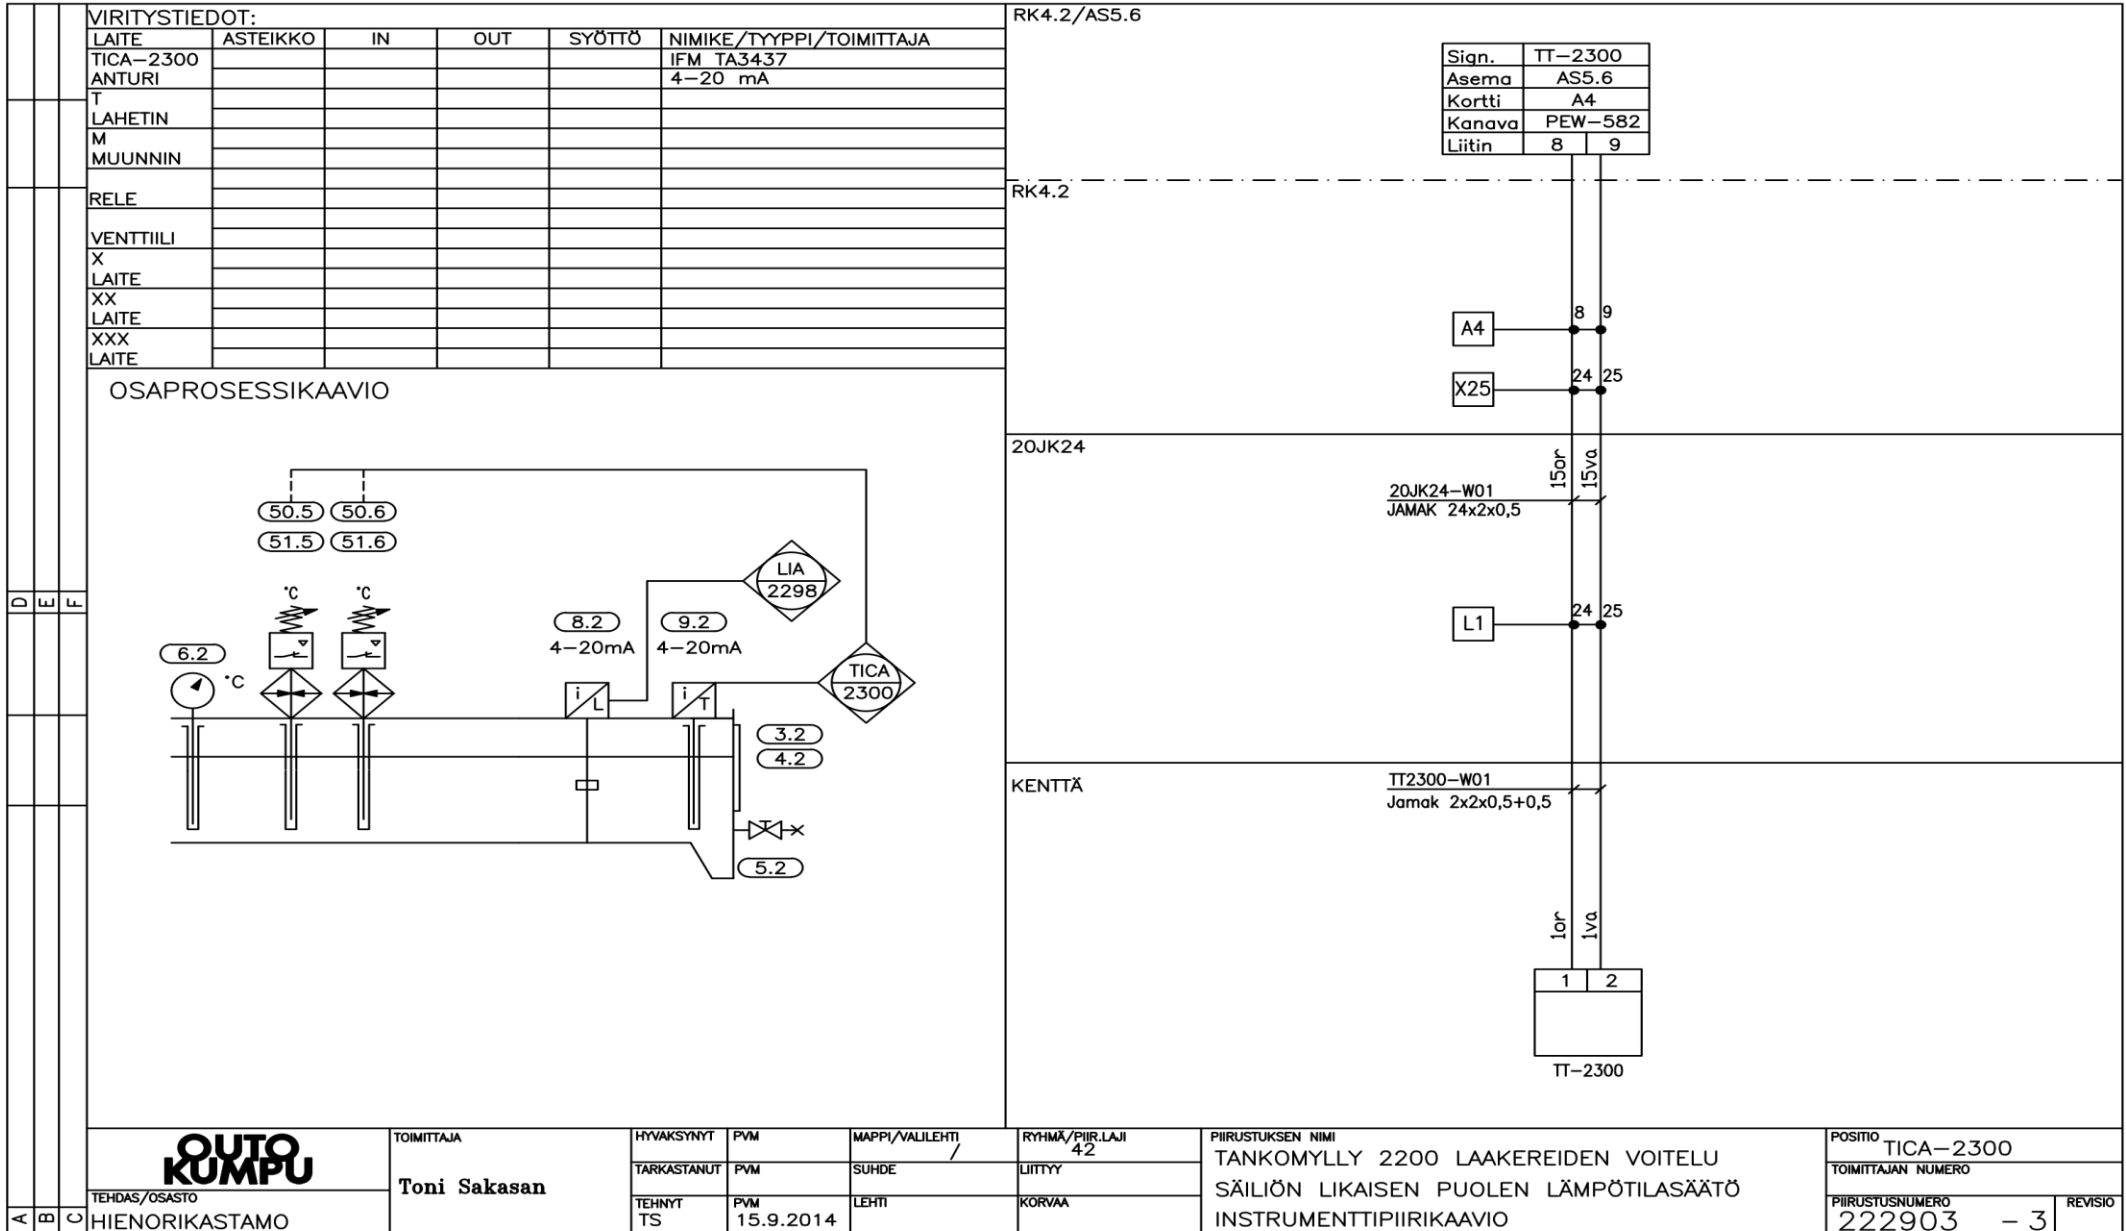 VIRITYSTIEDOT:
LAITE ASTEIKKO IN OUT SYÖTTÖ NIMIKE/TYYPPI/TOIMITTAJA
TICA-2300 IFM TA3437
ANTURI 4-20 mA
T
LAHETIN
M
MUUNNIN
RELE
VENTTIILI
X
LAITE
XX
LAITE
XXX
LAITE
OSAPROSESSIKAAVIO
50.5 50.6
51.5 51.6
LIA
2298
°C °C
8.2 9.2
4-20mA 4-20mA
6.2
°C
TICA
2300
i L
i T
3.2
4.2
5.2
RK4.2/AS5.6
Sign. TT-2300
Asema AS5.6
Kortti A4
Kanava PEW-582
Liitin 8 9
RK4.2
8 9
A4
24 25
X25
20JK24
15or 15va
20JK24-W01
JAMAK 24x2x0,5
24 25
L1
KENTTÄ
TT2300-W01
Jamak 2x2x0,5+0,5
1or 1va
1 2
TT-2300
D E F
A B C
OUTO
KUMPU
TEHDAS/OSASTO
HIENORIKASTAMO
TOIMITTAJA
Toni Sakasan
HYVAKSYNYT PVM MAPPI/VALILEHTI /
RYHMÄ/PIIR.LAJI
42
TARKASTANUT PVM SUHDE LIITTYY
TEHNYT PVM LEHTI KORVAA
TS 15.9.2014
PIIRUSTUKSEN NIMI
TANKOMYLLY 2200 LAAKEREIDEN VOITELU
SÄILIÖN LIKAISEN PUOLEN LÄMPÖTILASÄÄTÖ
INSTRUMENTTIPIIRIKAAVIO
POSITIO TICA-2300
TOIMITTAJAN NUMERO
PIIRUSTUSNUMERO REVISIO
222903 - 3